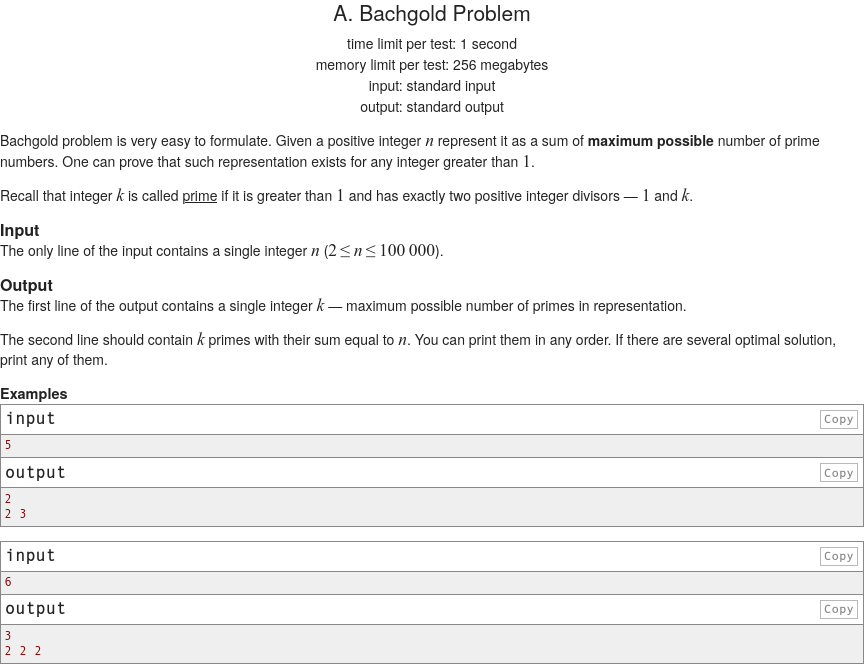 A. Bachgold Problem
time limit per test: 1 second
memory limit per test: 256 megabytes
input: standard input
output: standard output
Bachgold problem is very easy to formulate. Given a positive integer n represent it as a sum of maximum possible number of prime
numbers. One can prove that such representation exists for any integer greater than 1.
Recall that integer k is called prime if it is greater than 1 and has exactly two positive integer divisors — 1 and k.
Input
The only line of the input contains a single integer n (2 ≤ n ≤ 100 000).
Output
The first line of the output contains a single integer k — maximum possible number of primes in representation.
The second line should contain k primes with their sum equal to n. You can print them in any order. If there are several optimal solution,
print any of them.
Examples
input Copy
5
output Copy
2
2 3
input Copy
6
output Copy
3
2 2 2